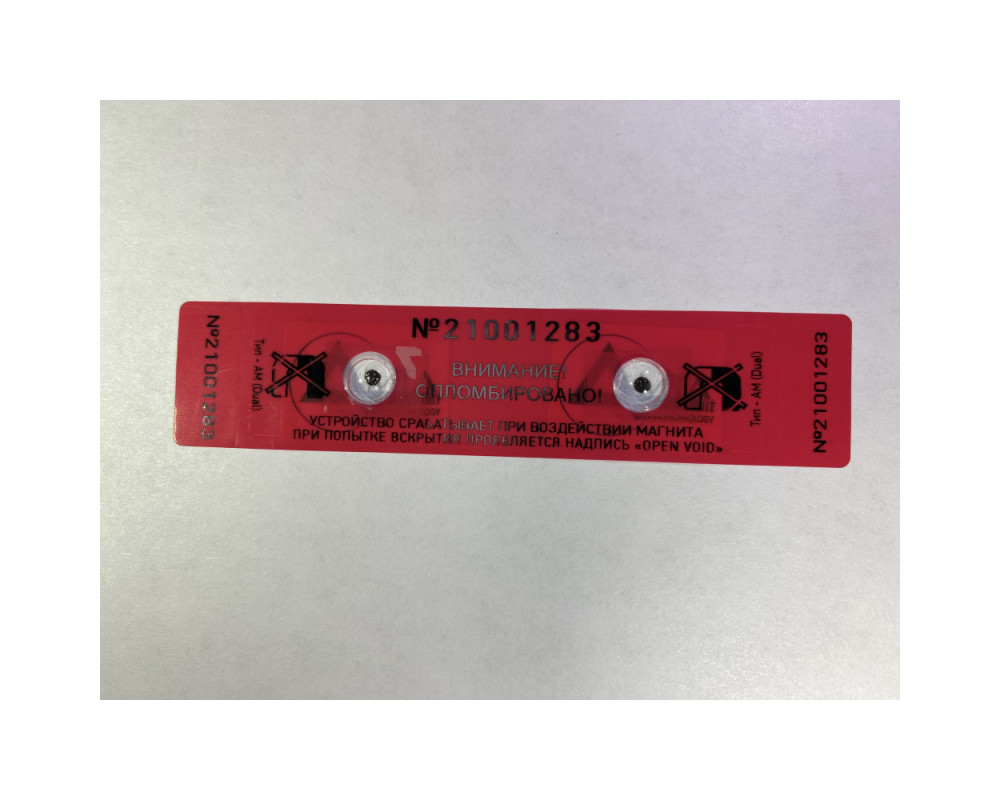 №21001283
№21001283
Тип - АМ (Dual)
ВНИМАНИЕ!
ОПЛОМБИРОВАНО!
УСТРОЙСТВО СРАБАТЫВАЕТ ПРИ ВОЗДЕЙСТВИИ МАГНИТА
ПРИ ПОПЫТКЕ ВСКРЫТИЯ ПРОЯВЛЯЕТСЯ НАДПИСЬ «OPEN VOID»
Тип - АМ (Dual)
№21001283